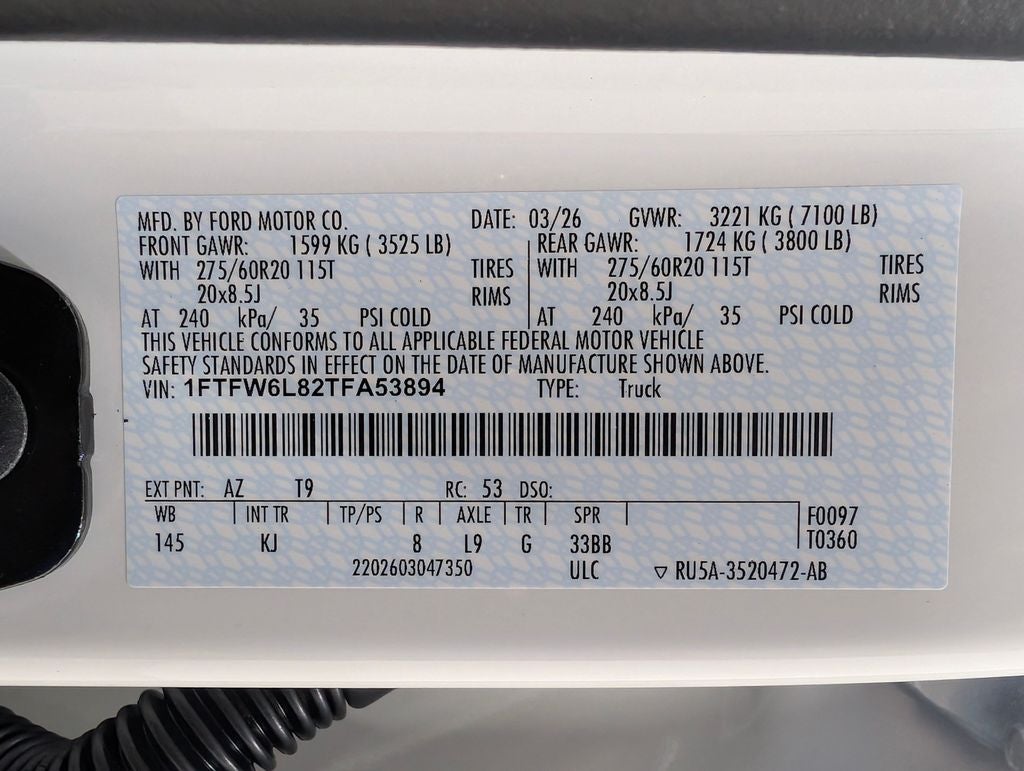 MFD. BY FORD MOTOR CO. DATE: 03/26 GVWR: 3221 KG ( 7100 LB)
FRONT GAWR: 1599 KG ( 3525 LB) REAR GAWR: 1724 KG ( 3800 LB)
WITH 275/60R20 115T TIRES WITH 275/60R20 115T TIRES
20x8.5J RIMS 20x8.5J RIMS
AT 240 kPa/ 35 PSI COLD AT 240 kPa/ 35 PSI COLD
THIS VEHICLE CONFORMS TO ALL APPLICABLE FEDERAL MOTOR VEHICLE
SAFETY STANDARDS IN EFFECT ON THE DATE OF MANUFACTURE SHOWN ABOVE.
VIN: 1FTFW6L82TFA53894 TYPE: Truck
EXT PNT: AZ T9 RC: 53 DSO:
WB INT TR TP/PS R AXLE TR SPR F0097
145 KJ 8 L9 G 33BB T0360
2202603047350 ULC ▽ RU5A-3520472-AB